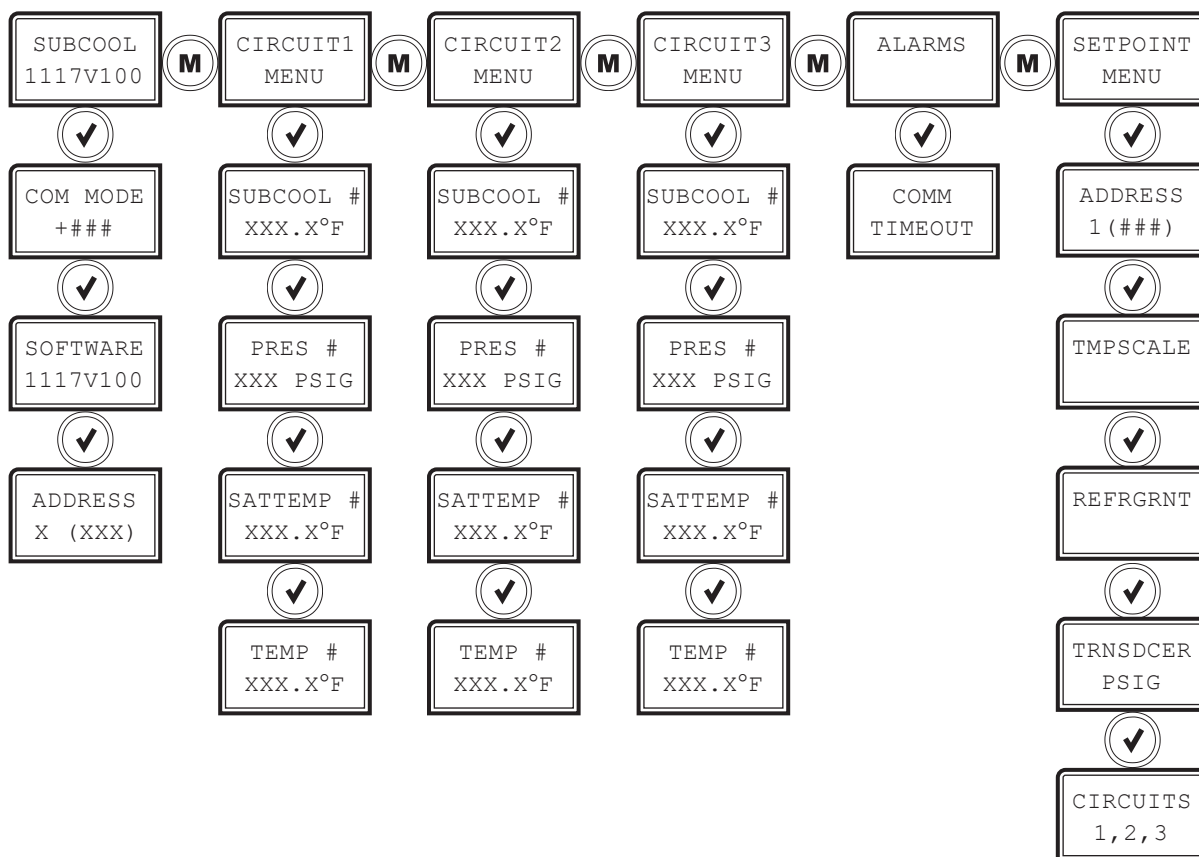 SUBCOOL
1117V100
M
CIRCUIT1
MENU
M
CIRCUIT2
MENU
M
CIRCUIT3
MENU
M
ALARMS
M
SETPOINT
MENU
COM MODE
+###
SUBCOOL #
XXX.X°F
SUBCOOL #
XXX.X°F
SUBCOOL #
XXX.X°F
COMM
TIMEOUT
ADDRESS
1(###)
SOFTWARE
1117V100
PRES #
XXX PSIG
PRES #
XXX PSIG
PRES #
XXX PSIG
TMPSCALE
ADDRESS
X (XXX)
SATTEMP #
XXX.X°F
SATTEMP #
XXX.X°F
SATTEMP #
XXX.X°F
REFRGRNT
TEMP #
XXX.X°F
TEMP #
XXX.X°F
TEMP #
XXX.X°F
TRNSDCER
PSIG
CIRCUITS
1,2,3